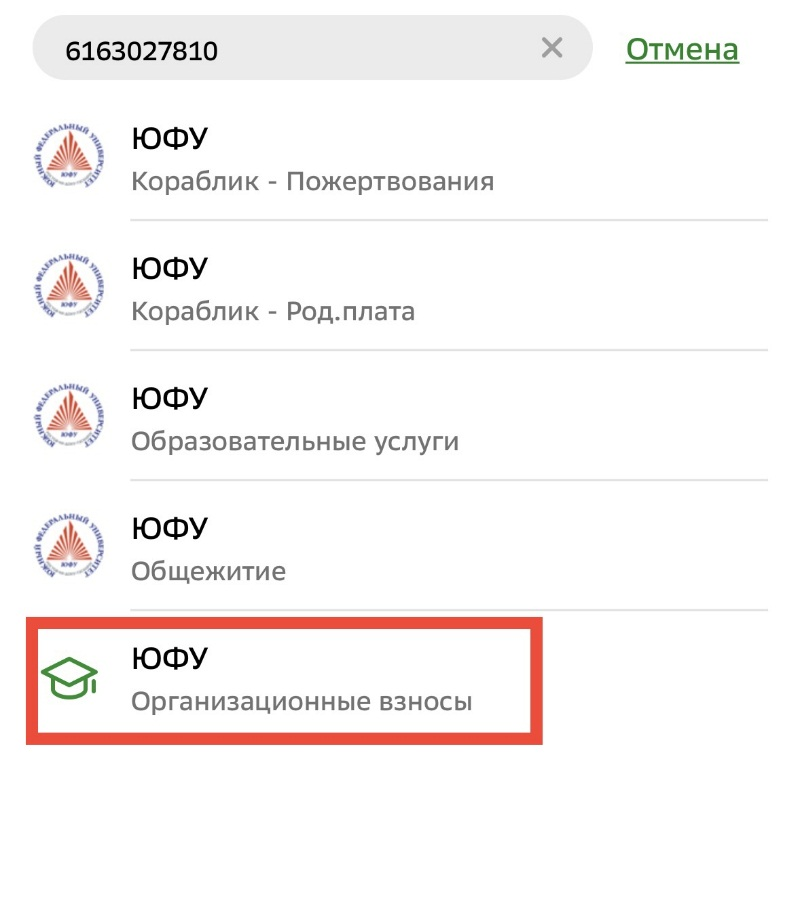 6163027810
Отмена
ЮФУ
Кораблик - Пожертвования
ЮФУ
Кораблик - Род.плата
ЮФУ
Образовательные услуги
ЮФУ
Общежитие
ЮФУ
Организационные взносы